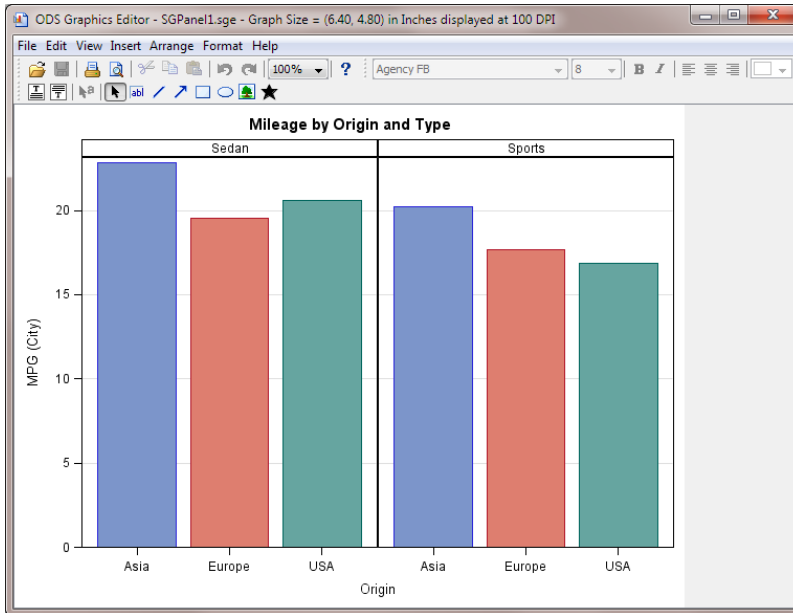 ODS Graphics Editor - SGPanel1.sge - Graph Size = (6.40, 4.80) in Inches displayed at 100 DPI
File Edit View Insert Arrange Format Help
100% ? Agency FB 8 B I
abl
Mileage by Origin and Type
Sedan Sports
20
15
10
5
0
MPG (City)
Asia Europe USA Asia Europe USA
Origin